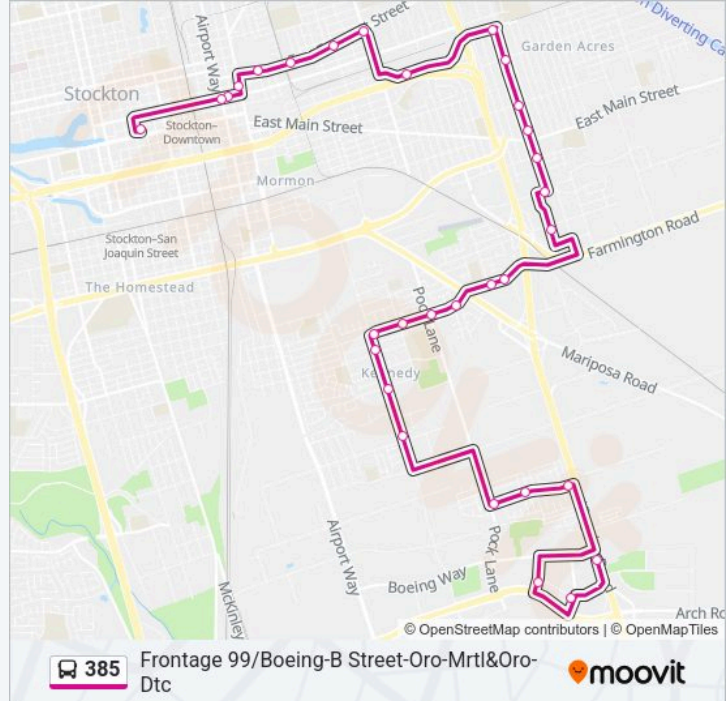 Street
n Diverting Ca
Airport Way
Garden Acres
Stockton
East Main Street
Stockton–
Downtown
East Main Street
Mormon
Farmington Road
Stockton–San
Joaquin Street
The Homestead
Pock Lane
Mariposa Road
Kennedy
Airport Way
Pock Lane
Boeing Way
McKinley
Arch Ro
© OpenStreetMap contributors | © OpenMapTiles
385
Frontage 99/Boeing-B Street-Oro-Mrtl&Oro-
Dtc
moovit